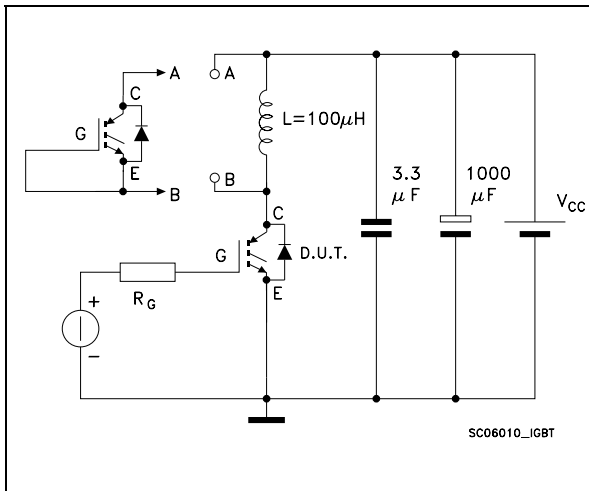 A
A
C
G
E
L=100μH
B
B
3.3
μF
1000
μF
VCC
C
G
D.U.T.
E
RG
+
-
SC06010_IGBT